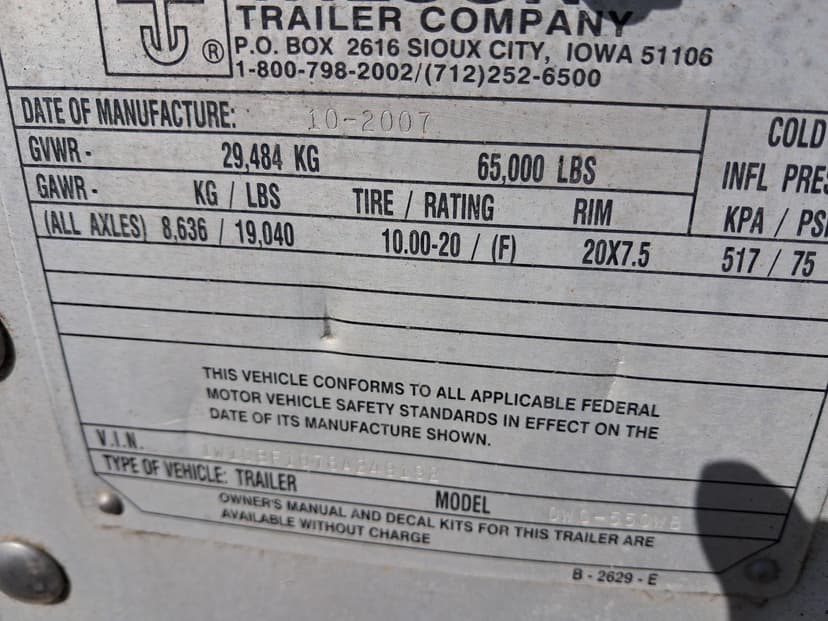 TRAILER COMPANY
®
P.O. BOX 2616 SIOUX CITY, IOWA 51106
1-800-798-2002/(712)252-6500
DATE OF MANUFACTURE: 10-2007
COLD
GVWR - 29,484 KG 65,000 LBS
INFL PRES
GAWR - KG / LBS TIRE / RATING RIM KPA / PSI
(ALL AXLES) 8,636 / 19,040 10.00-20 / (F) 20X7.5 517 / 75
THIS VEHICLE CONFORMS TO ALL APPLICABLE FEDERAL
MOTOR VEHICLE SAFETY STANDARDS IN EFFECT ON THE
DATE OF ITS MANUFACTURE SHOWN.
V.I.N.
TYPE OF VEHICLE: TRAILER MODEL
OWNER'S MANUAL AND DECAL KITS FOR THIS TRAILER ARE
AVAILABLE WITHOUT CHARGE
B - 2629 - E